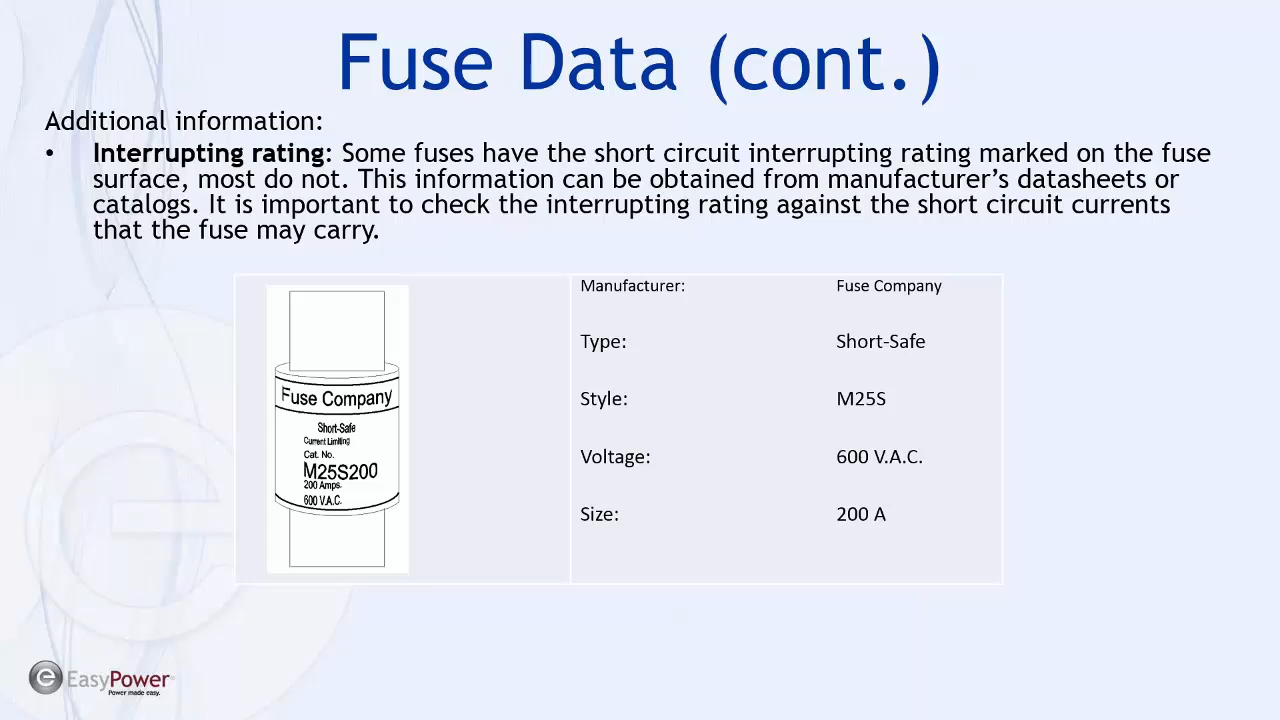 Fuse Data (cont.)
Additional information:
• Interrupting rating: Some fuses have the short circuit interrupting rating marked on the fuse
surface, most do not. This information can be obtained from manufacturer’s datasheets or
catalogs. It is important to check the interrupting rating against the short circuit currents
that the fuse may carry.
Fuse Company
Short-Safe
Current Limiting
Cat. No.
M25S200
200 Amps.
600 V.A.C.
Manufacturer: Fuse Company
Type: Short-Safe
Style: M25S
Voltage: 600 V.A.C.
Size: 200 A
e EasyPower
Power made easy.